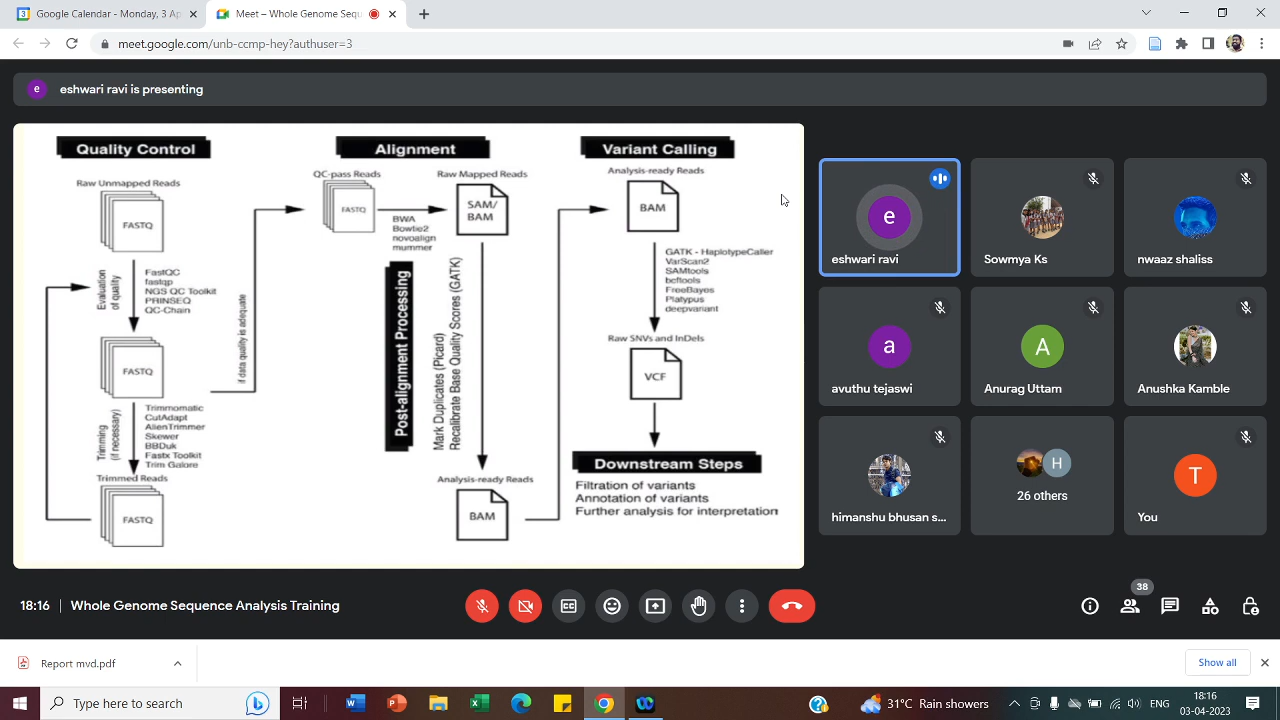 Google Calendar - Monday, 3 Ap
Meet – Whole Genome Sequ
meet.google.com/unb-ccmp-hey?authuser=3
e
eshwari ravi is presenting
Quality Control
Raw Unmapped Reads
FASTQ
Evaluation
of quality
FastQC
fastqp
NGS QC Toolkit
PRINSEQ
QC-Chain
FASTQ
Trimming
(if necessary)
Trimmomatic
CutAdapt
AlienTrimmer
Skewer
BBDuk
Fastx Toolkit
Trim Galore
Trimmed Reads
FASTQ
if data quality is adequate
Alignment
QC-pass Reads
FASTQ
BWA
Bowtie2
novoalign
mummer
Raw Mapped Reads
SAM/
BAM
Post-alignment Processing
Mark Duplicates (Picard)
Recalibrate Base Quality Scores (GATK)
Analysis-ready Reads
BAM
Variant Calling
Analysis-ready Reads
BAM
GATK - HaplotypeCaller
VarScan2
SAMtools
bcftools
FreeBayes
Platypus
deepvariant
Raw SNVs and InDels
VCF
Downstream Steps
Filtration of variants
Annotation of variants
Further analysis for interpretation
e
eshwari ravi
Sowmya Ks
nwaaz shaliss
a
avuthu tejaswi
A
Anurag Uttam
Anushka Kamble
himanshu bhusan s...
H
26 others
T
You
18:16 | Whole Genome Sequence Analysis Training
38
Report mvd.pdf
Show all
Type here to search
31°C Rain showers
ENG
18:16
03-04-2023